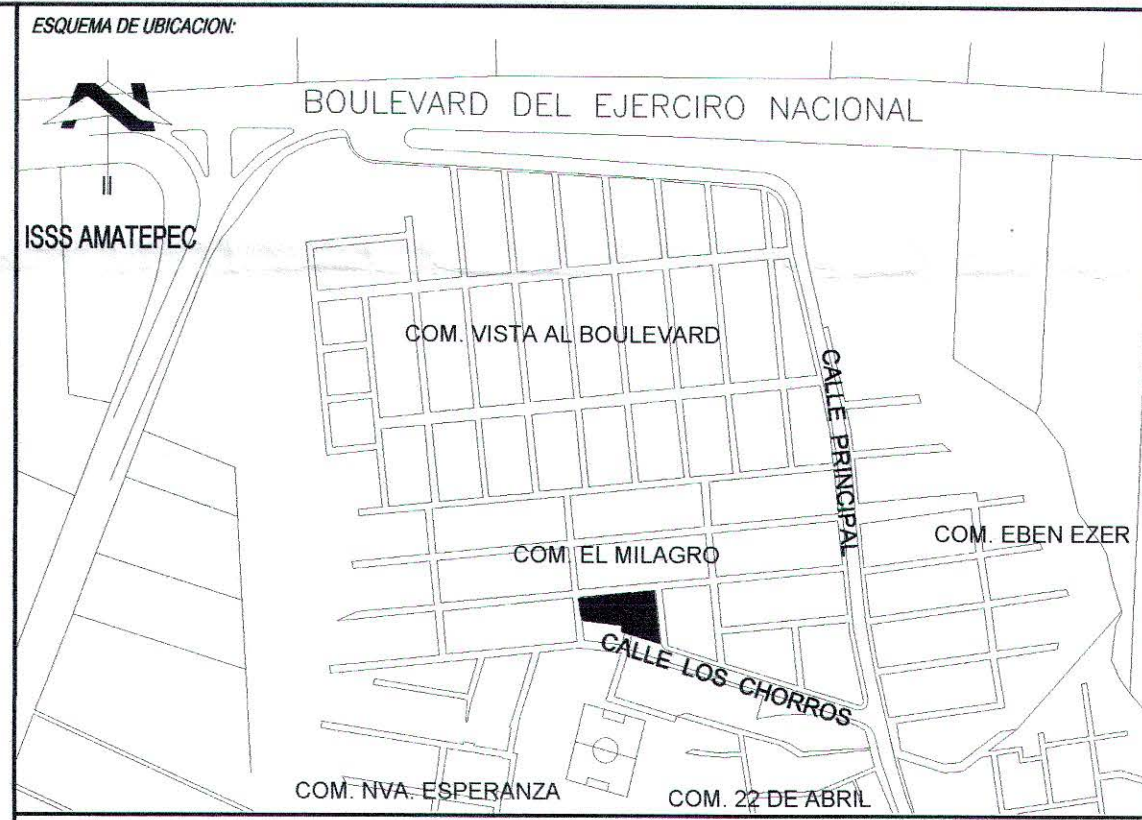 ESQUEMA DE UBICACION:
BOULEVARD DEL EJERCIRO NACIONAL
N
ISSS AMATEPEC
COM. VISTA AL BOULEVARD
CALLE PRINCIPAL
COM. EBEN EZER
COM. EL MILAGRO
CALLE LOS CHORROS
COM. NVA. ESPERANZA
COM. 22 DE ABRIL